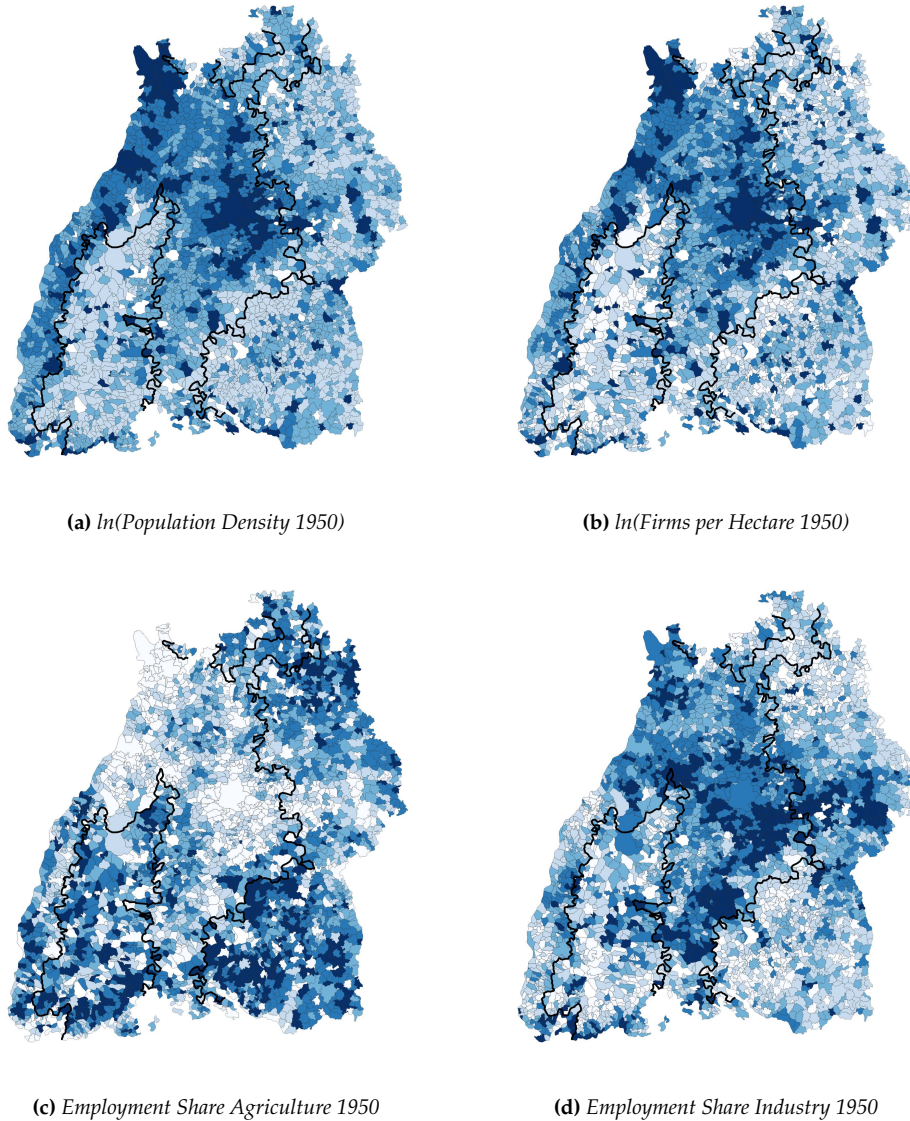 (a) ln(Population Density 1950)
(b) ln(Firms per Hectare 1950)
(c) Employment Share Agriculture 1950
(d) Employment Share Industry 1950